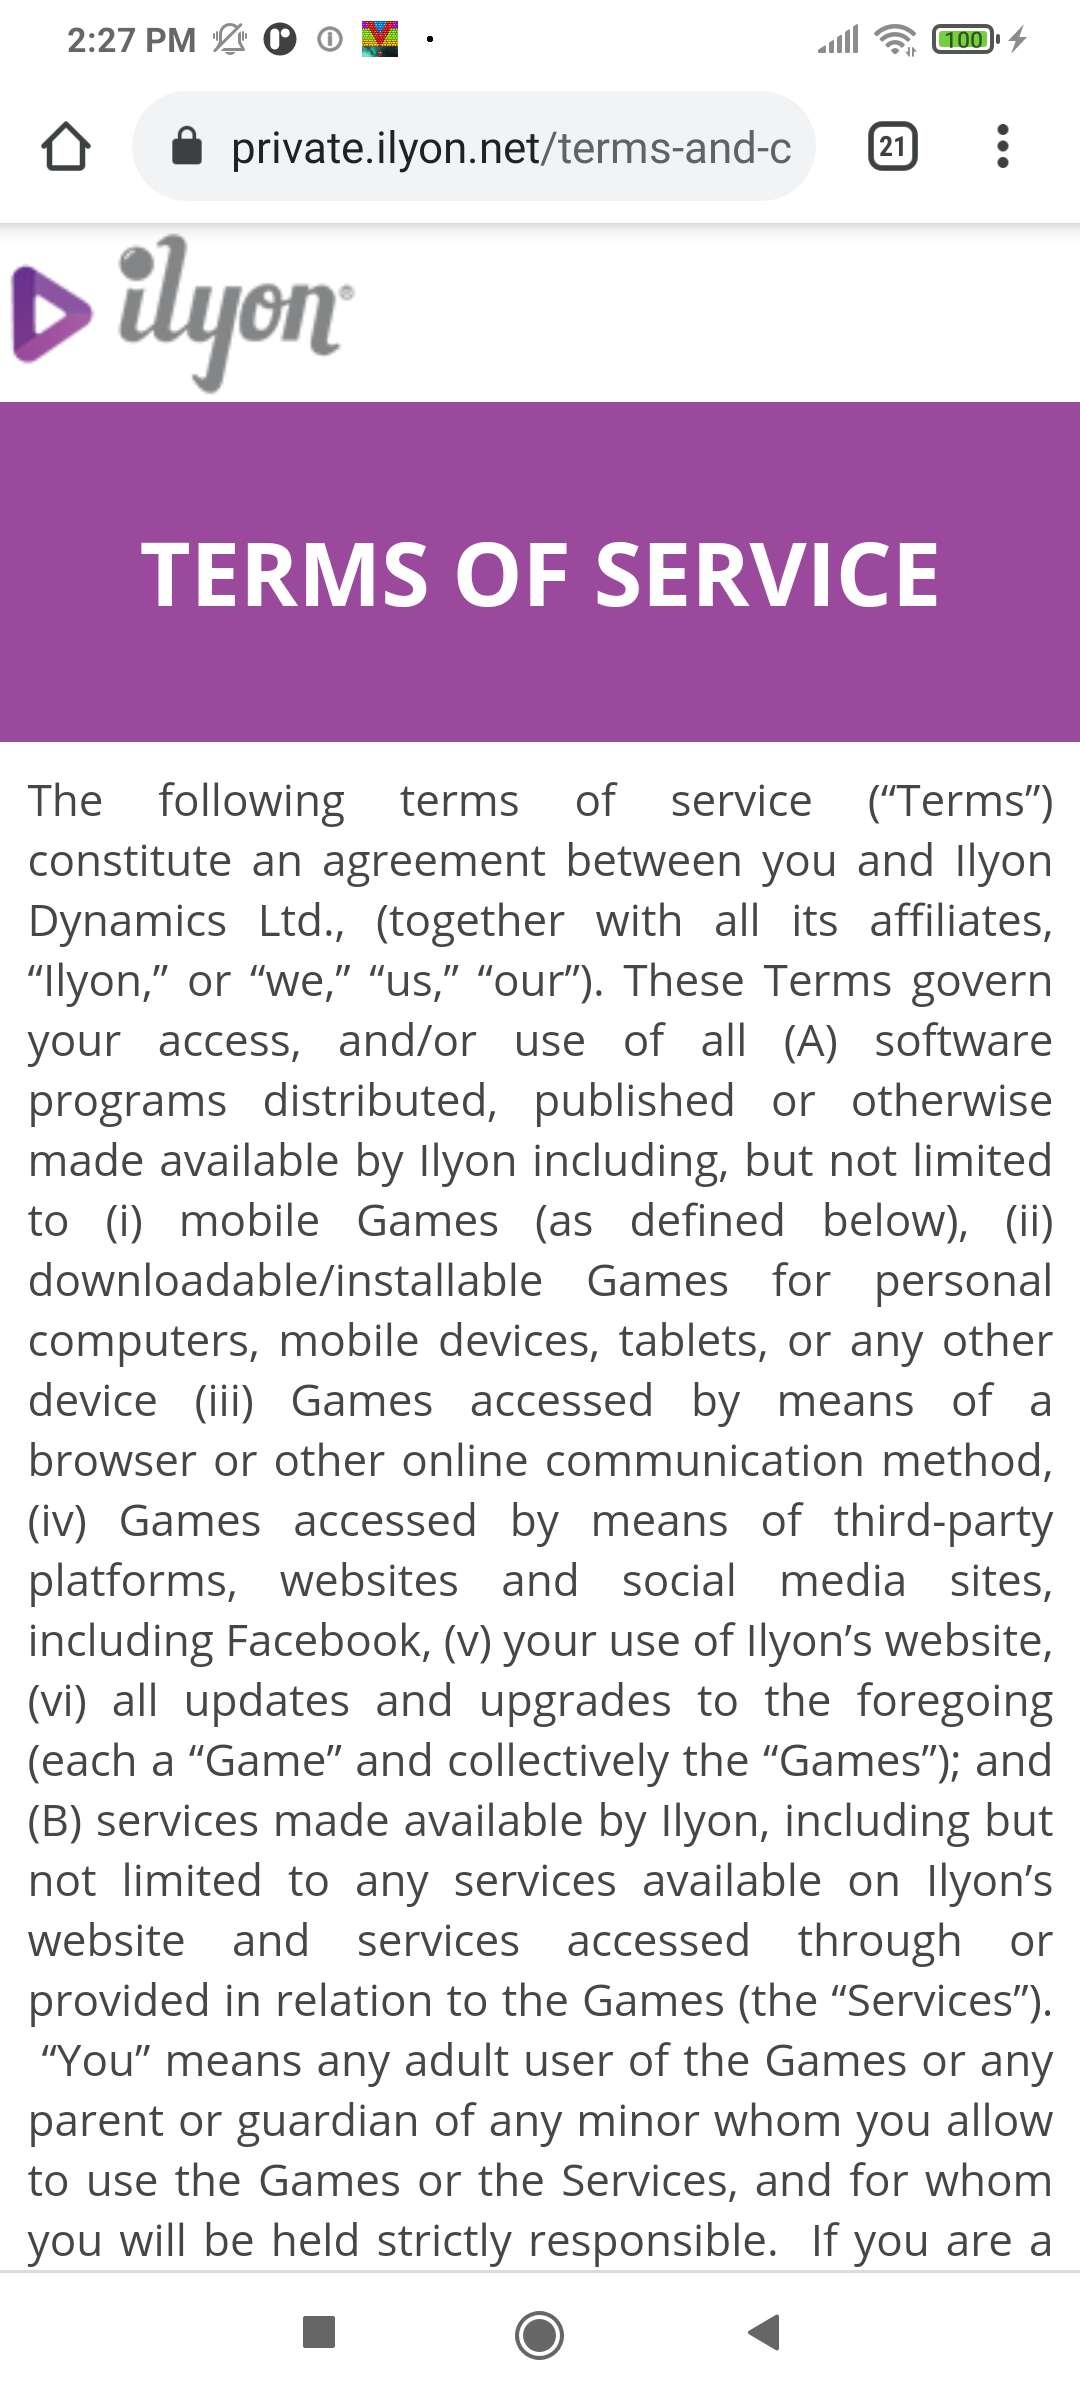 2:27 PM
100
private.ilyon.net/terms-and-c
21
ilyon®
TERMS OF SERVICE
The following terms of service (“Terms”)
constitute an agreement between you and Ilyon
Dynamics Ltd., (together with all its affiliates,
“Ilyon,” or “we,” “us,” “our”). These Terms govern
your access, and/or use of all (A) software
programs distributed, published or otherwise
made available by Ilyon including, but not limited
to (i) mobile Games (as defined below), (ii)
downloadable/installable Games for personal
computers, mobile devices, tablets, or any other
device (iii) Games accessed by means of a
browser or other online communication method,
(iv) Games accessed by means of third-party
platforms, websites and social media sites,
including Facebook, (v) your use of Ilyon’s website,
(vi) all updates and upgrades to the foregoing
(each a “Game” and collectively the “Games”); and
(B) services made available by Ilyon, including but
not limited to any services available on Ilyon’s
website and services accessed through or
provided in relation to the Games (the “Services”).
“You” means any adult user of the Games or any
parent or guardian of any minor whom you allow
to use the Games or the Services, and for whom
you will be held strictly responsible. If you are a